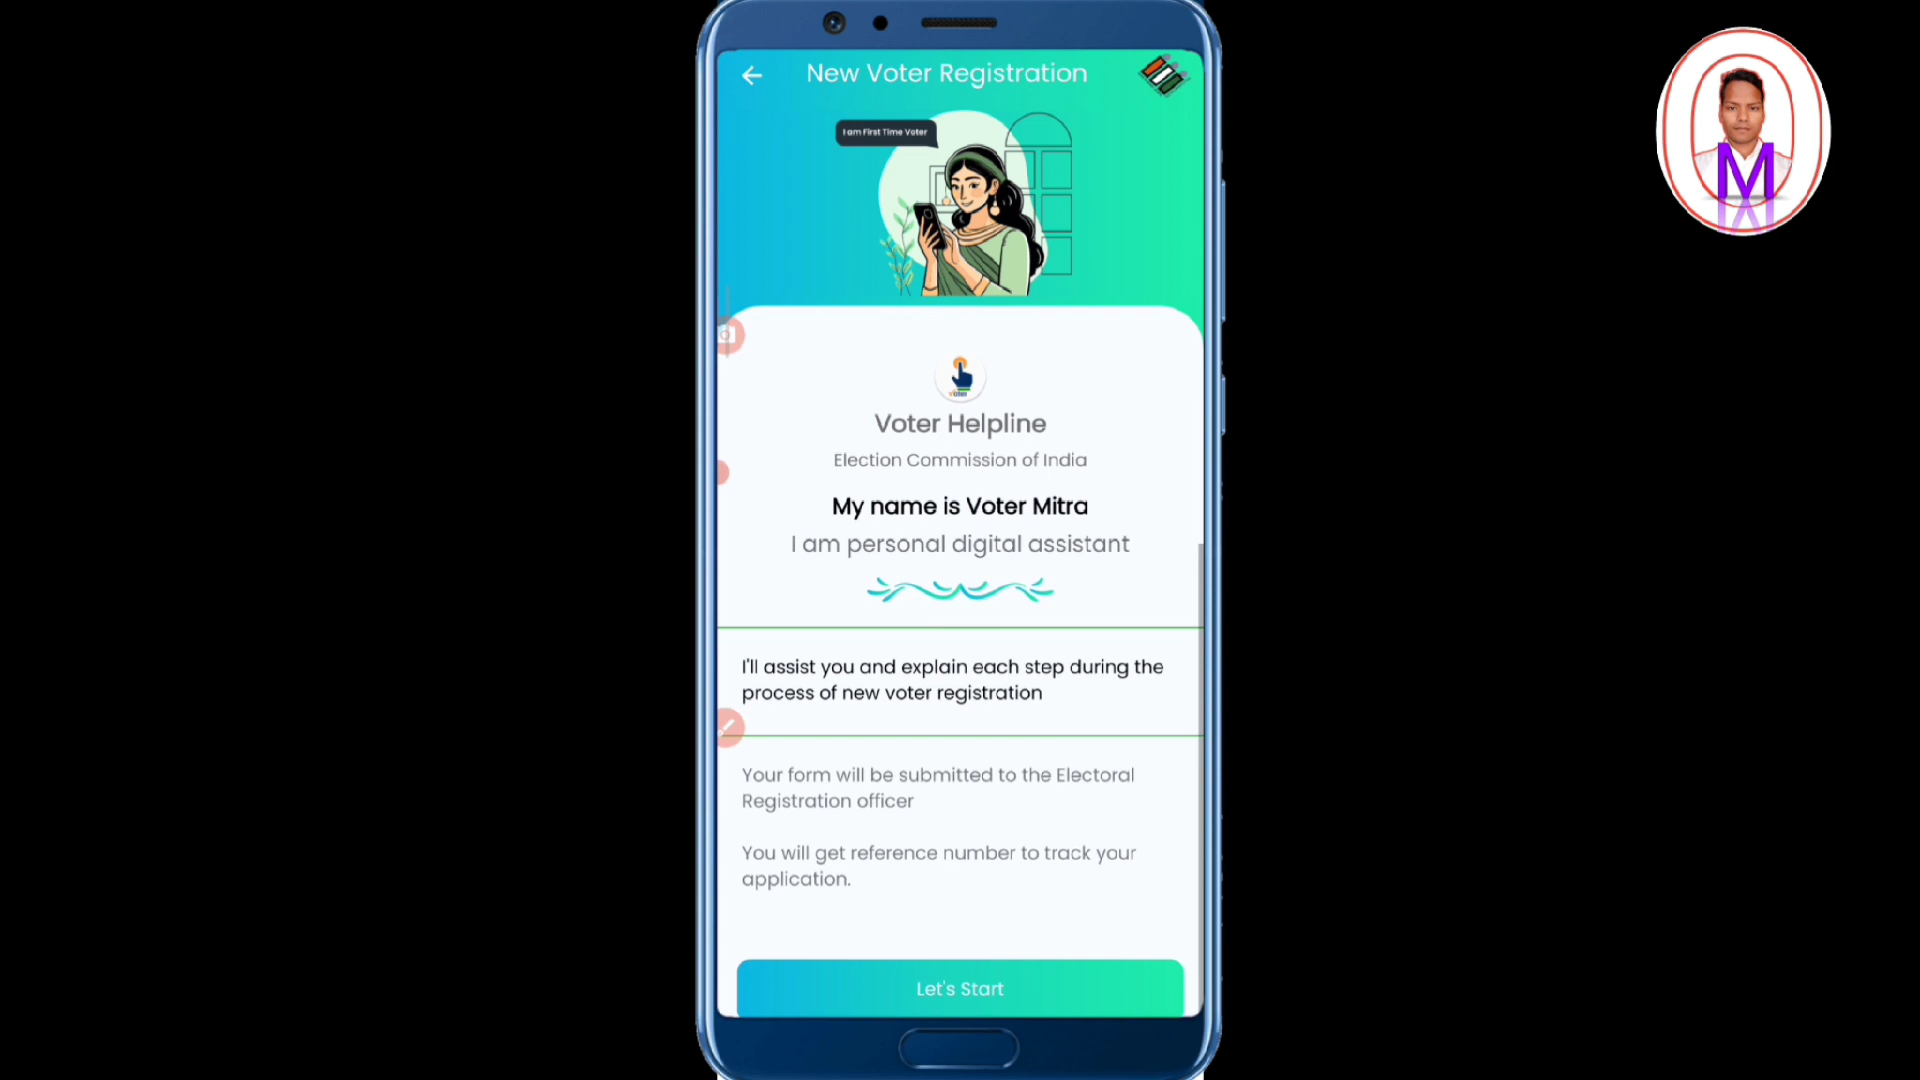 New Voter Registration
I am First Time Voter
M
VOTER
Voter Helpline
Election Commission of India
My name is Voter Mitra
I am personal digital assistant
I'll assist you and explain each step during the
process of new voter registration
Your form will be submitted to the Electoral
Registration officer
You will get reference number to track your
application.
Let's Start